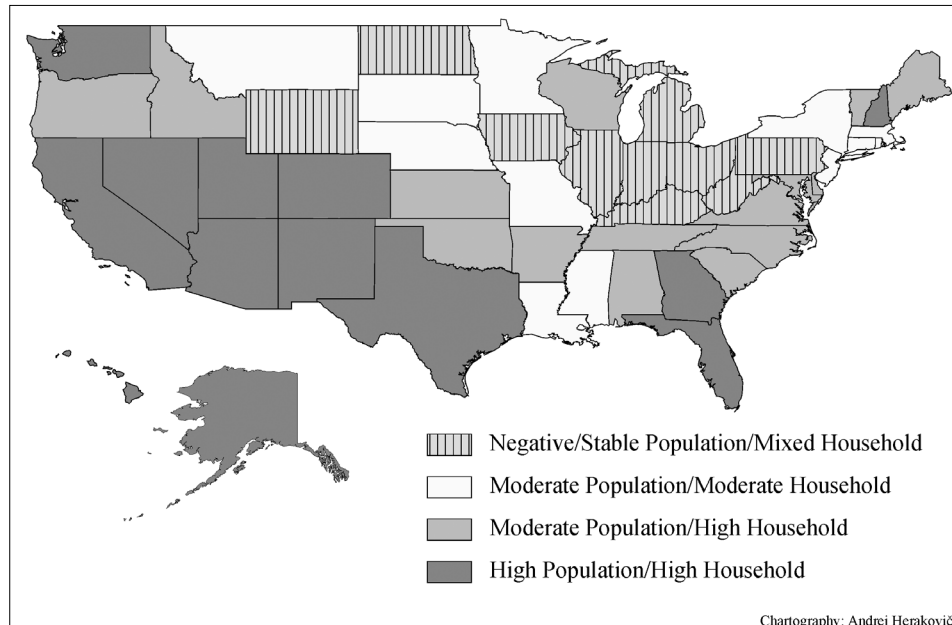 Negative/Stable Population/Mixed Household
Moderate Population/Moderate Household
Moderate Population/High Household
High Population/High Household
Chartography: Andrej Herakovič